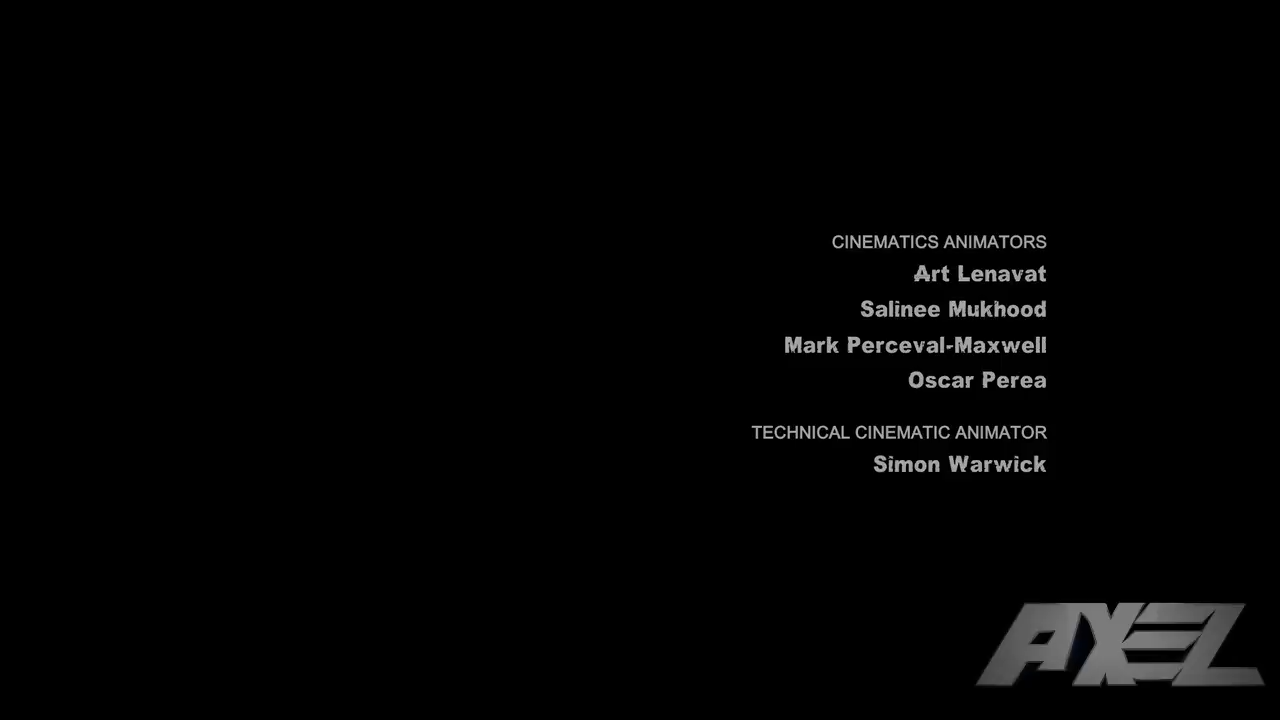 CINEMATICS ANIMATORS
Art Lenavat
Salinee Mukhood
Mark Perceval-Maxwell
Oscar Perea
TECHNICAL CINEMATIC ANIMATOR
Simon Warwick
AXEL